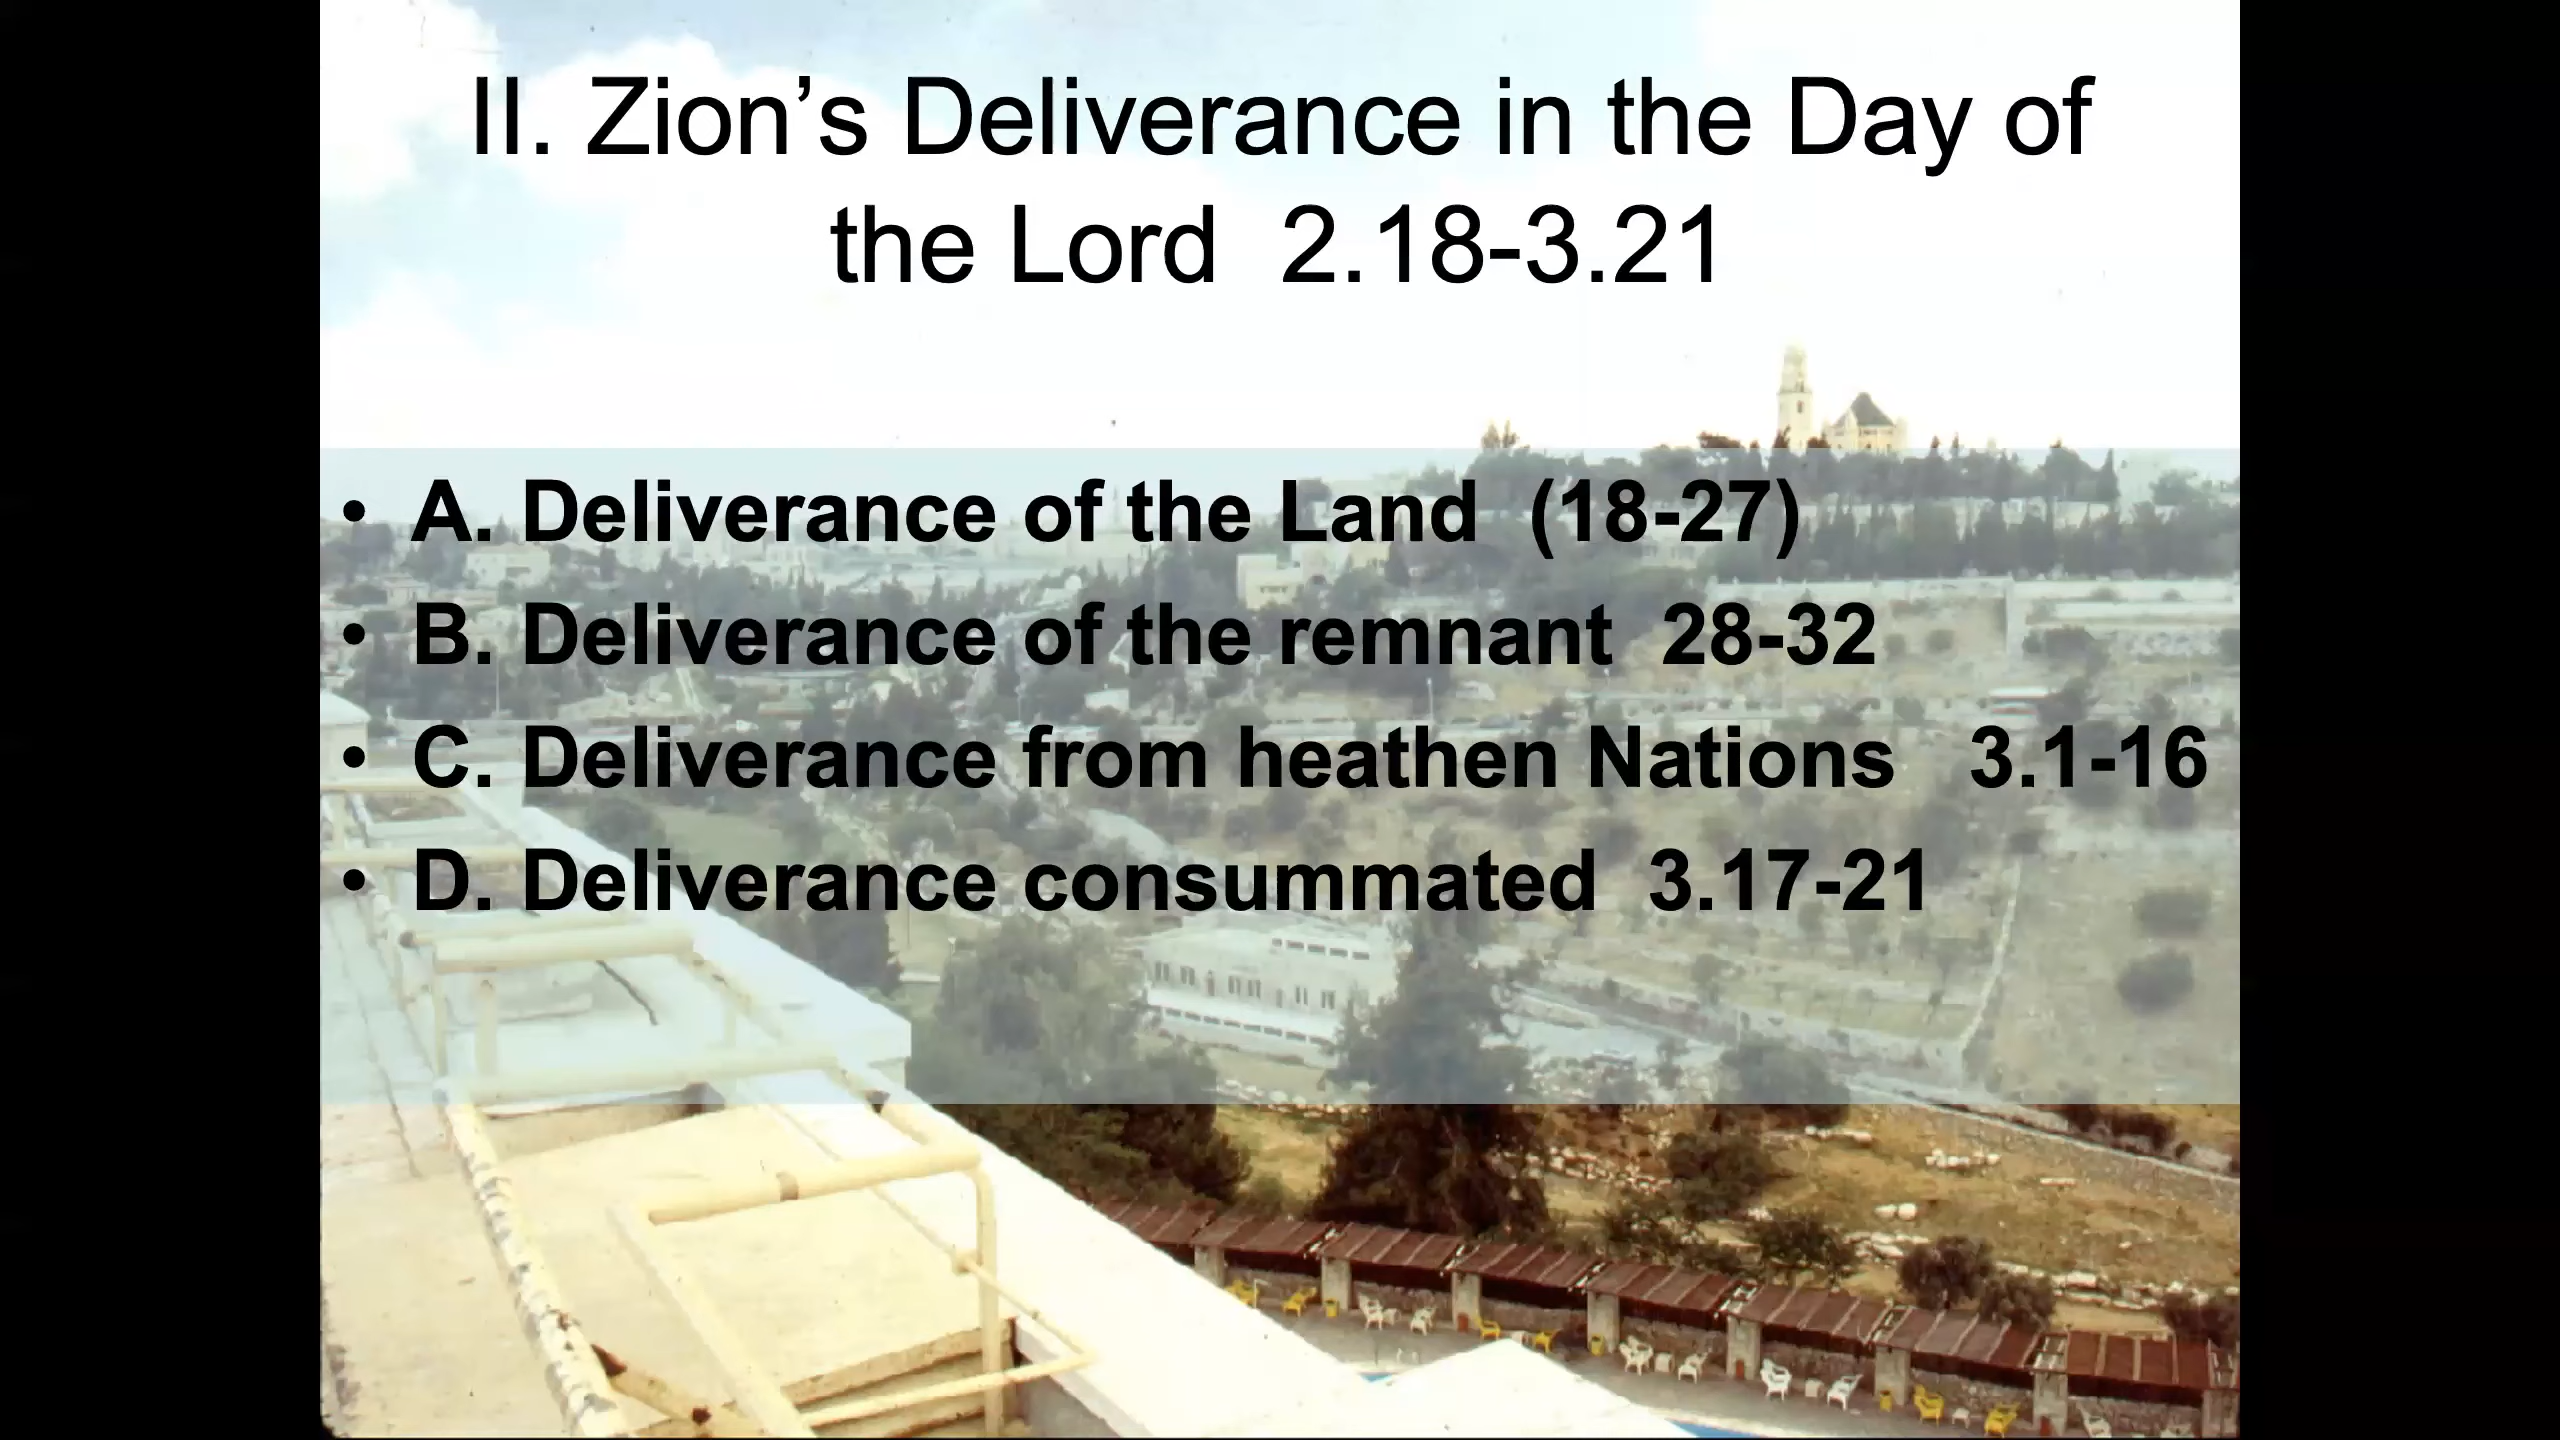 II. Zion’s Deliverance in the Day of
the Lord  2.18-3.21
• A. Deliverance of the Land  (18-27)
• B. Deliverance of the remnant  28-32
• C. Deliverance from heathen Nations   3.1-16
• D. Deliverance consummated  3.17-21